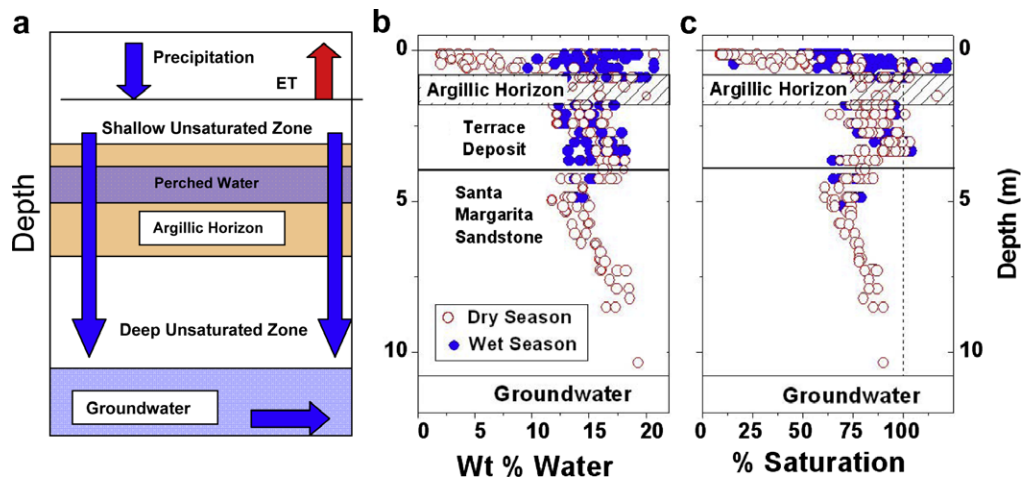 a
Precipitation
ET
Shallow Unsaturated Zone
Perched Water
Argillic Horizon
Deep Unsaturated Zone
Groundwater
Depth
b
0
Argillic Horizon
Terrace
Deposit
5
Santa
Margarita
Sandstone
Dry Season
Wet Season
10
Groundwater
0 5 10 15 20
Wt % Water
c
0
Argillic Horizon
5
10
Groundwater
0 25 50 75 100
% Saturation
Depth (m)